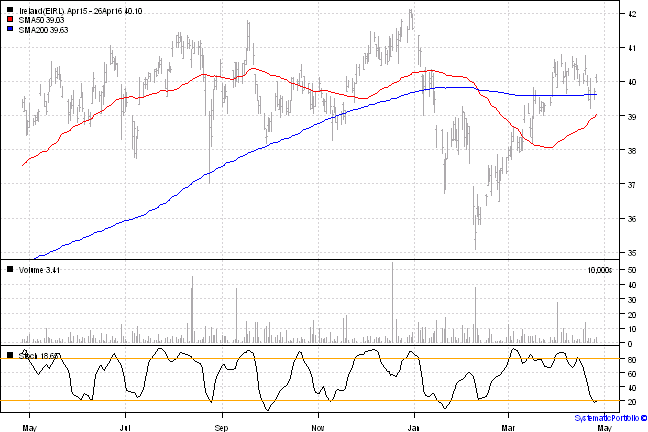 Ireland(EIRL) Apr15 - 26Apr16 40.10
SMA50 39.03
SMA200 39.63
42
41
40
39
38
37
36
35
Volume 3.41
10,000s
50
40
30
20
10
0
Stoch 18.67
80
60
40
20
May
Jul
Sep
Nov
Jan
Mar
May
SystematicPortfolio ©